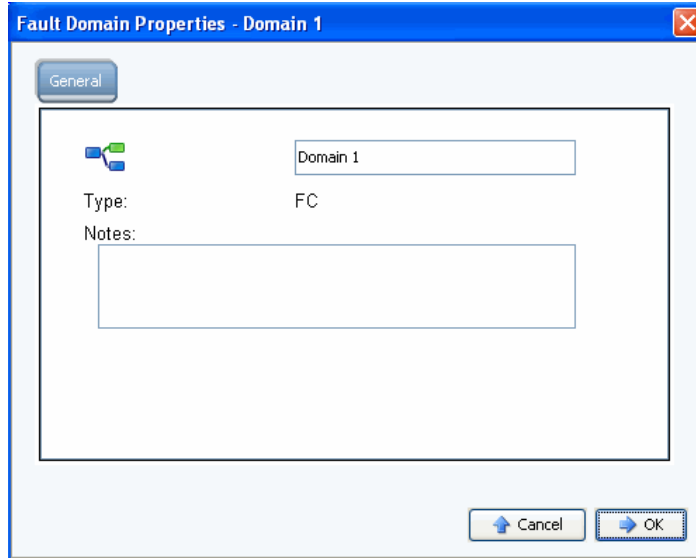 Fault Domain Properties - Domain 1
General
Domain 1
Type: FC
Notes:
Cancel OK